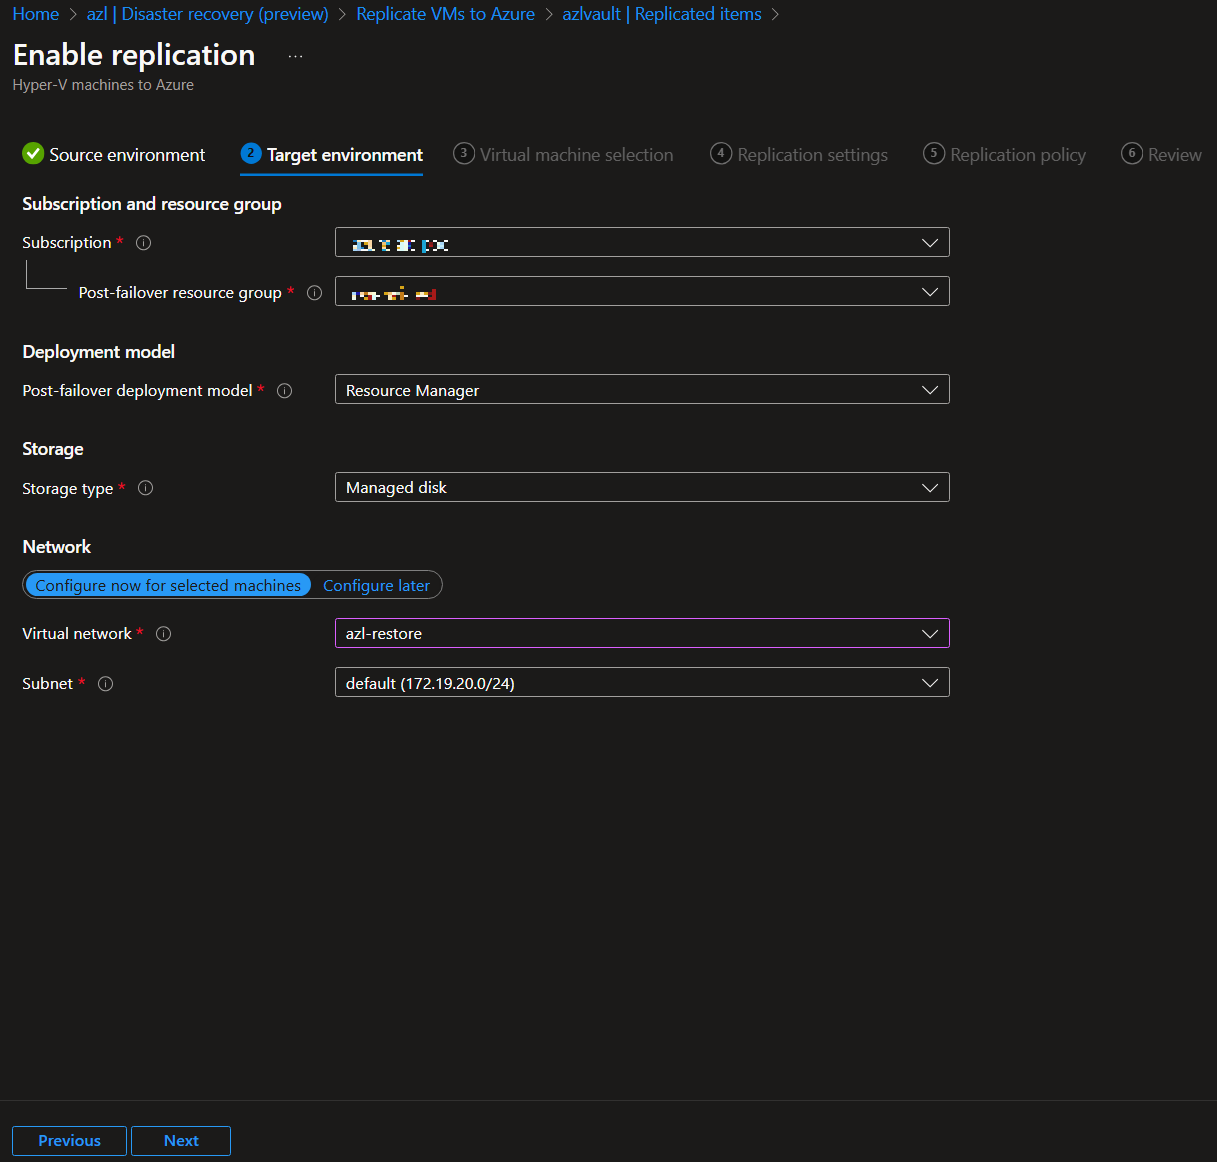 Home > azl | Disaster recovery (preview) > Replicate VMs to Azure > azlvault | Replicated items >
Enable replication ...
Hyper-V machines to Azure
Source environment 2 Target environment 3 Virtual machine selection 4 Replication settings 5 Replication policy 6 Review
Subscription and resource group
Subscription *
Post-failover resource group *
Deployment model
Post-failover deployment model * Resource Manager
Storage
Storage type * Managed disk
Network
Configure now for selected machines Configure later
Virtual network * azl-restore
Subnet * default (172.19.20.0/24)
Previous Next